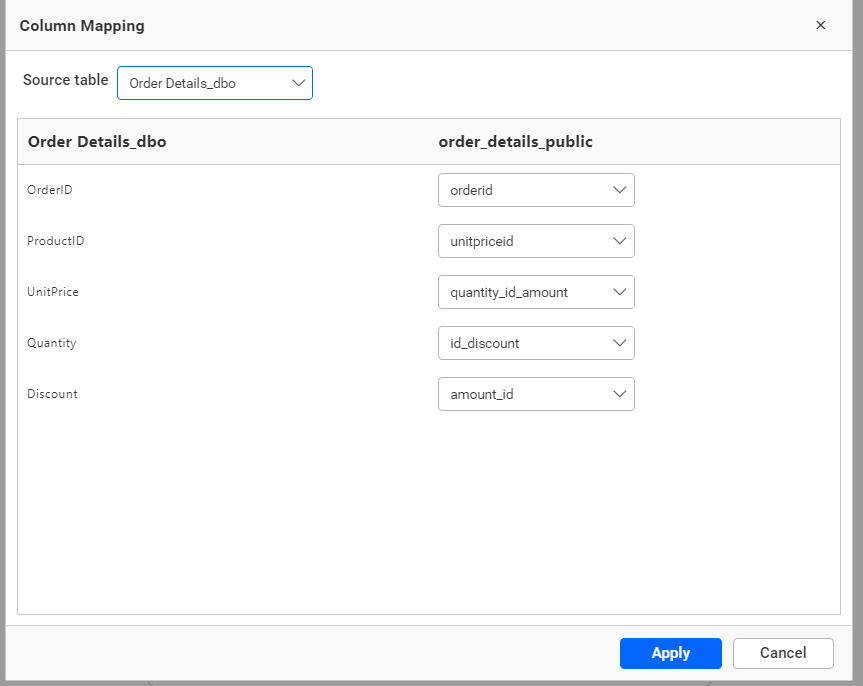 Column Mapping
Source table Order Details_dbo
Order Details_dbo order_details_public
OrderID orderid
ProductID unitpriceid
UnitPrice quantity_id_amount
Quantity id_discount
Discount amount_id
Apply Cancel